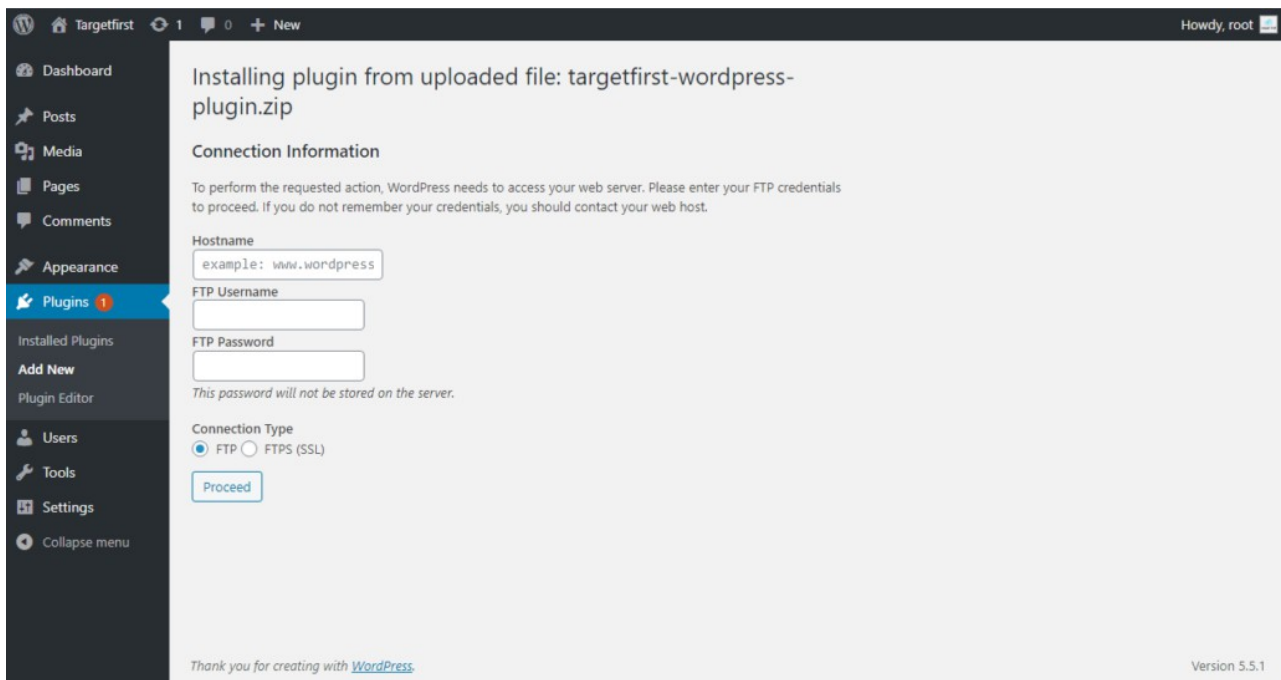 Targetfirst 1 0 New Howdy, root
Dashboard
Posts
Media
Pages
Comments
Appearance
Plugins 1
Installed Plugins
Add New
Plugin Editor
Users
Tools
Settings
Collapse menu
Installing plugin from uploaded file: targetfirst-wordpress-
plugin.zip
Connection Information
To perform the requested action, WordPress needs to access your web server. Please enter your FTP credentials
to proceed. If you do not remember your credentials, you should contact your web host.
Hostname
example: www.wordpress
FTP Username
FTP Password
This password will not be stored on the server.
Connection Type
FTP FTPS (SSL)
Proceed
Thank you for creating with WordPress. Version 5.5.1